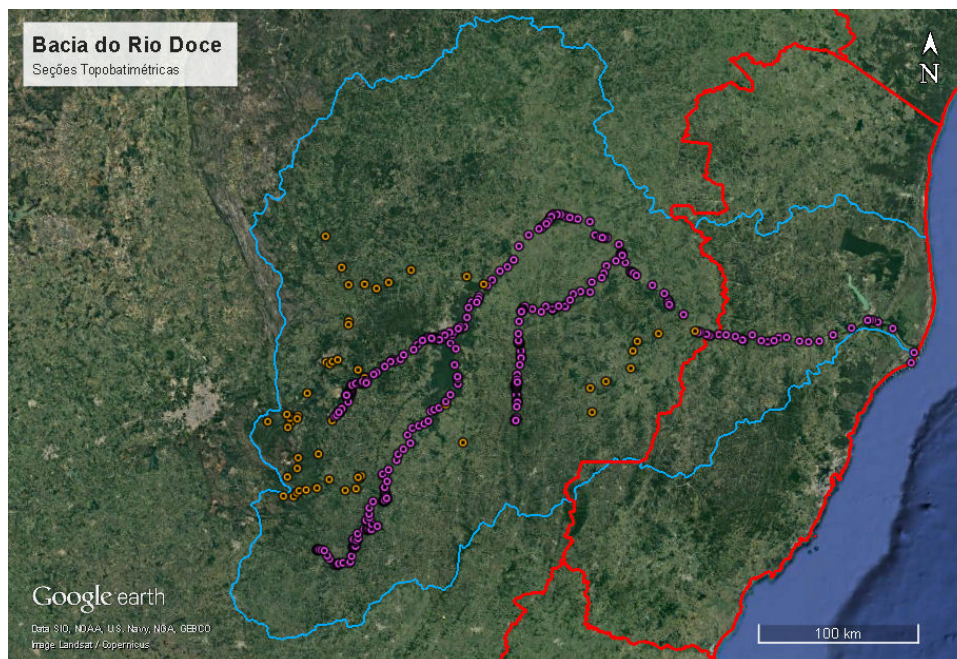 Bacia do Rio Doce
Seções Topobatimétricas
N
Google earth
Data SIO, NOAA, U.S. Navy, NGA, GEBCO
Image Landsat / Copernicus
100 km